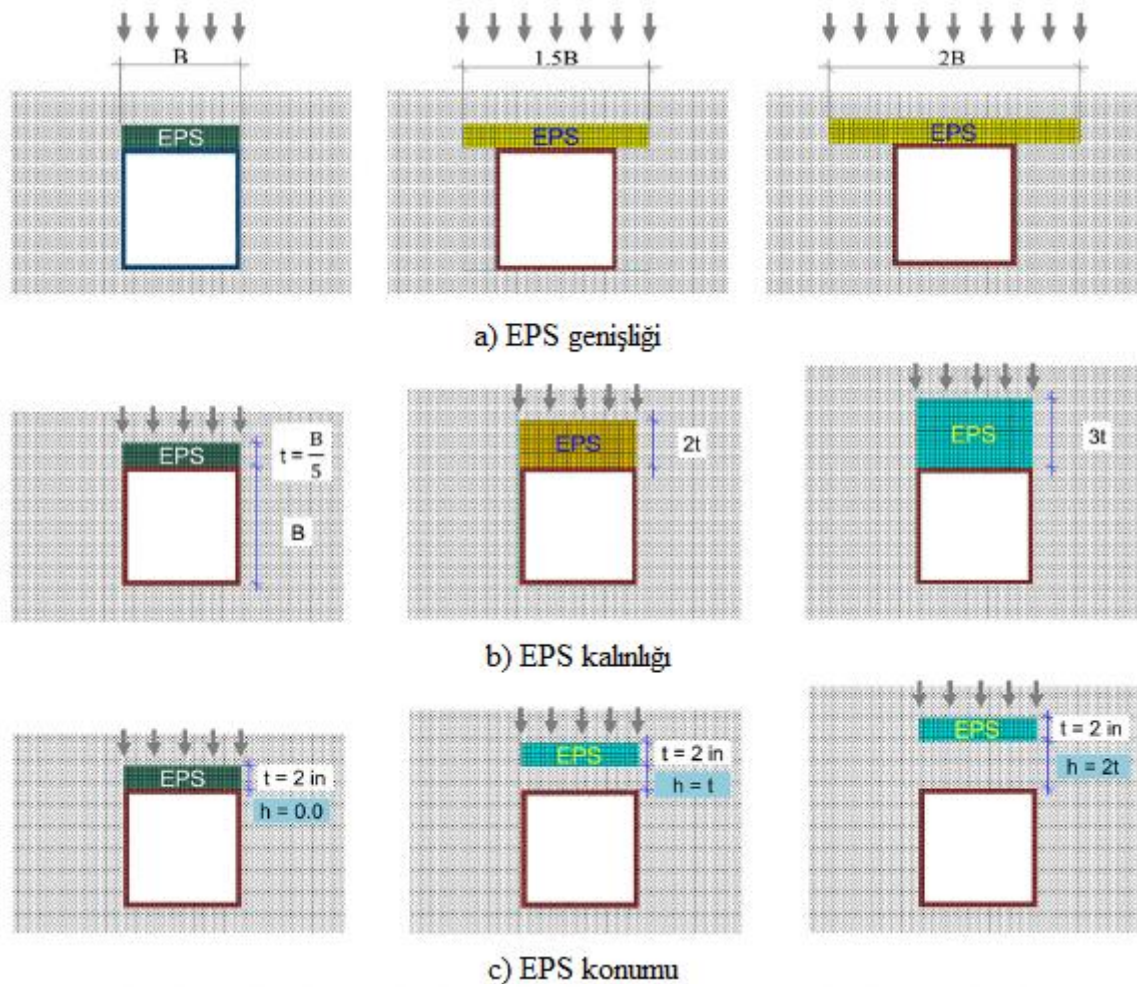 B
1.5B
2B
EPS
EPS
EPS
a) EPS genişliği
EPS
t = B/5
B
EPS
2t
EPS
3t
b) EPS kalınlığı
EPS
t = 2 in
h = 0.0
EPS
t = 2 in
h = t
EPS
t = 2 in
h = 2t
c) EPS konumu